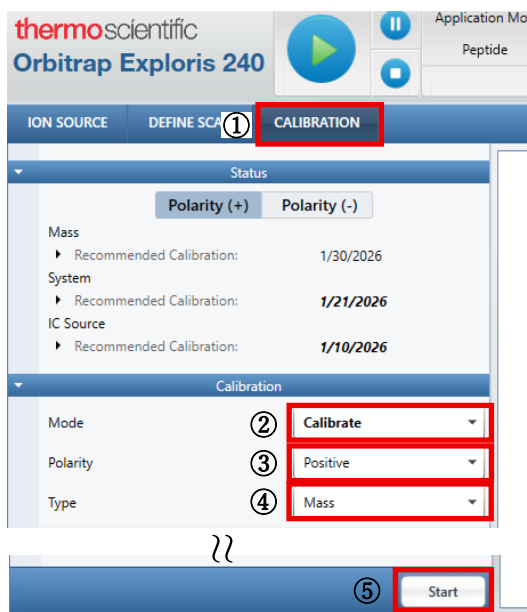 thermo scientific
Orbitrap Exploris 240
Application Mo
Peptide
ION SOURCE DEFINE SCA ① CALIBRATION
Status
Polarity (+) Polarity (-)
Mass
Recommended Calibration: 1/30/2026
System
Recommended Calibration: 1/21/2026
IC Source
Recommended Calibration: 1/10/2026
Calibration
Mode ② Calibrate
Polarity ③ Positive
Type ④ Mass
⑤ Start